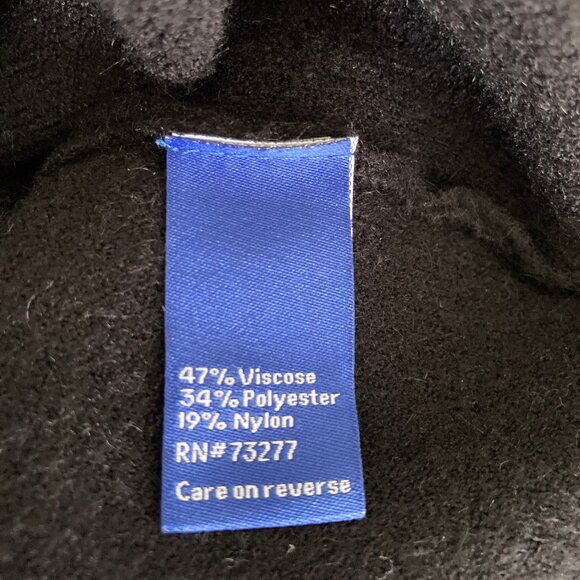 47% Viscose
34% Polyester
19% Nylon
RN# 73277
Care on reverse